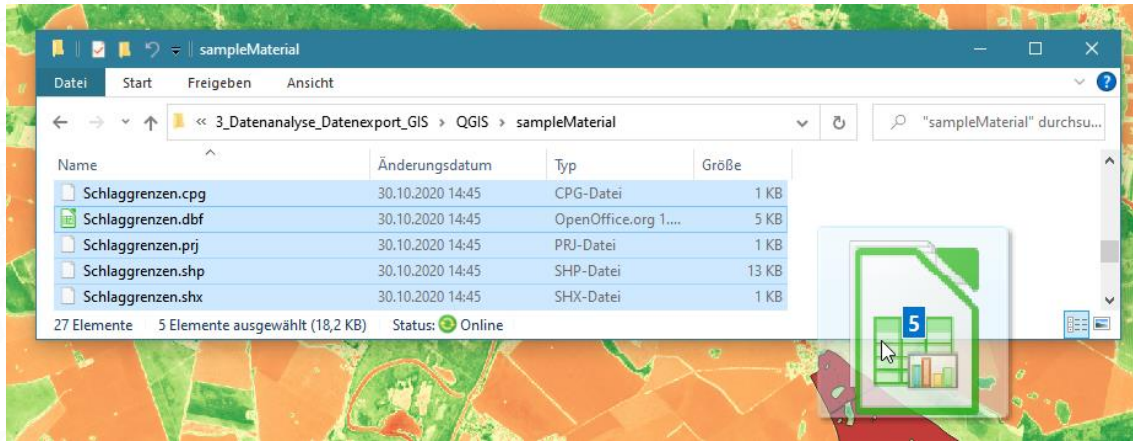 sampleMaterial
Datei Start Freigeben Ansicht ?
« 3_Datenanalyse_Datenexport_GIS › QGIS › sampleMaterial "sampleMaterial" durchsu...
Name Änderungsdatum Typ Größe
Schlaggrenzen.cpg 30.10.2020 14:45 CPG-Datei 1 KB
Schlaggrenzen.dbf 30.10.2020 14:45 OpenOffice.org 1.... 5 KB
Schlaggrenzen.prj 30.10.2020 14:45 PRJ-Datei 1 KB
Schlaggrenzen.shp 30.10.2020 14:45 SHP-Datei 13 KB
Schlaggrenzen.shx 30.10.2020 14:45 SHX-Datei 1 KB
5
27 Elemente 5 Elemente ausgewählt (18,2 KB) Status: Online